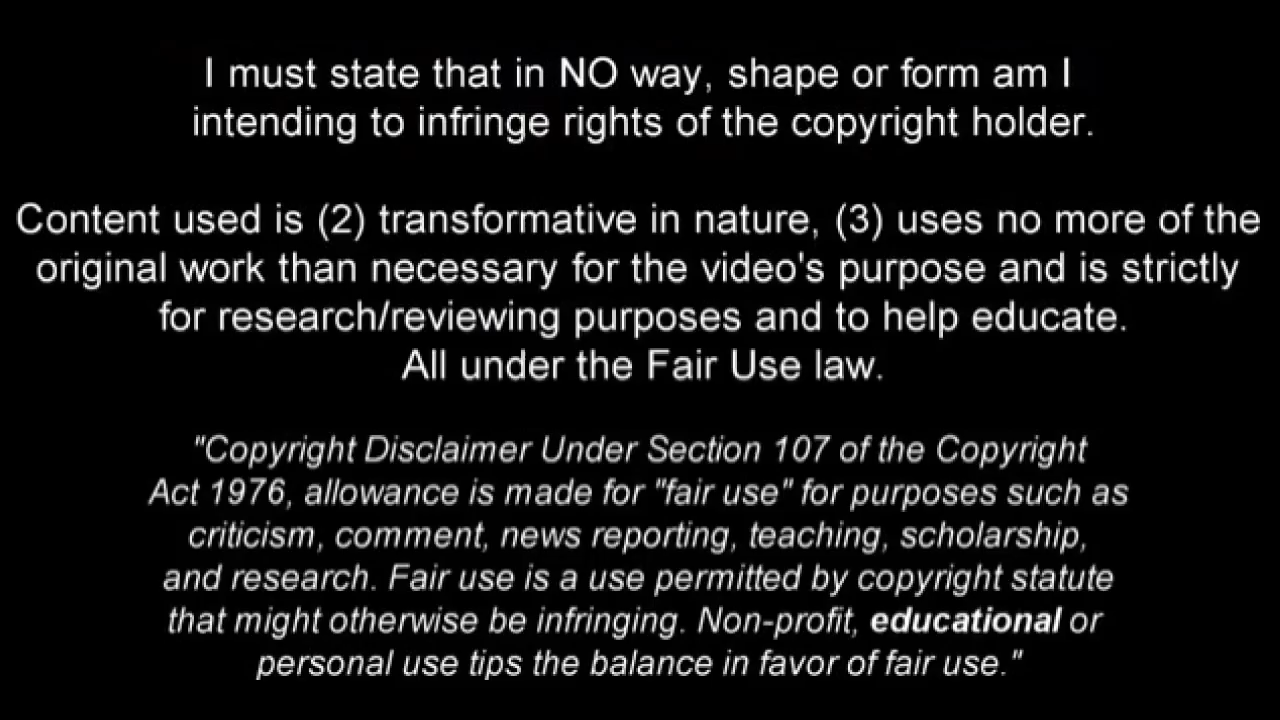 I must state that in NO way, shape or form am I
intending to infringe rights of the copyright holder.
Content used is (2) transformative in nature, (3) uses no more of the
original work than necessary for the video's purpose and is strictly
for research/reviewing purposes and to help educate.
All under the Fair Use law.
"Copyright Disclaimer Under Section 107 of the Copyright
Act 1976, allowance is made for "fair use" for purposes such as
criticism, comment, news reporting, teaching, scholarship,
and research. Fair use is a use permitted by copyright statute
that might otherwise be infringing. Non-profit, educational or
personal use tips the balance in favor of fair use."